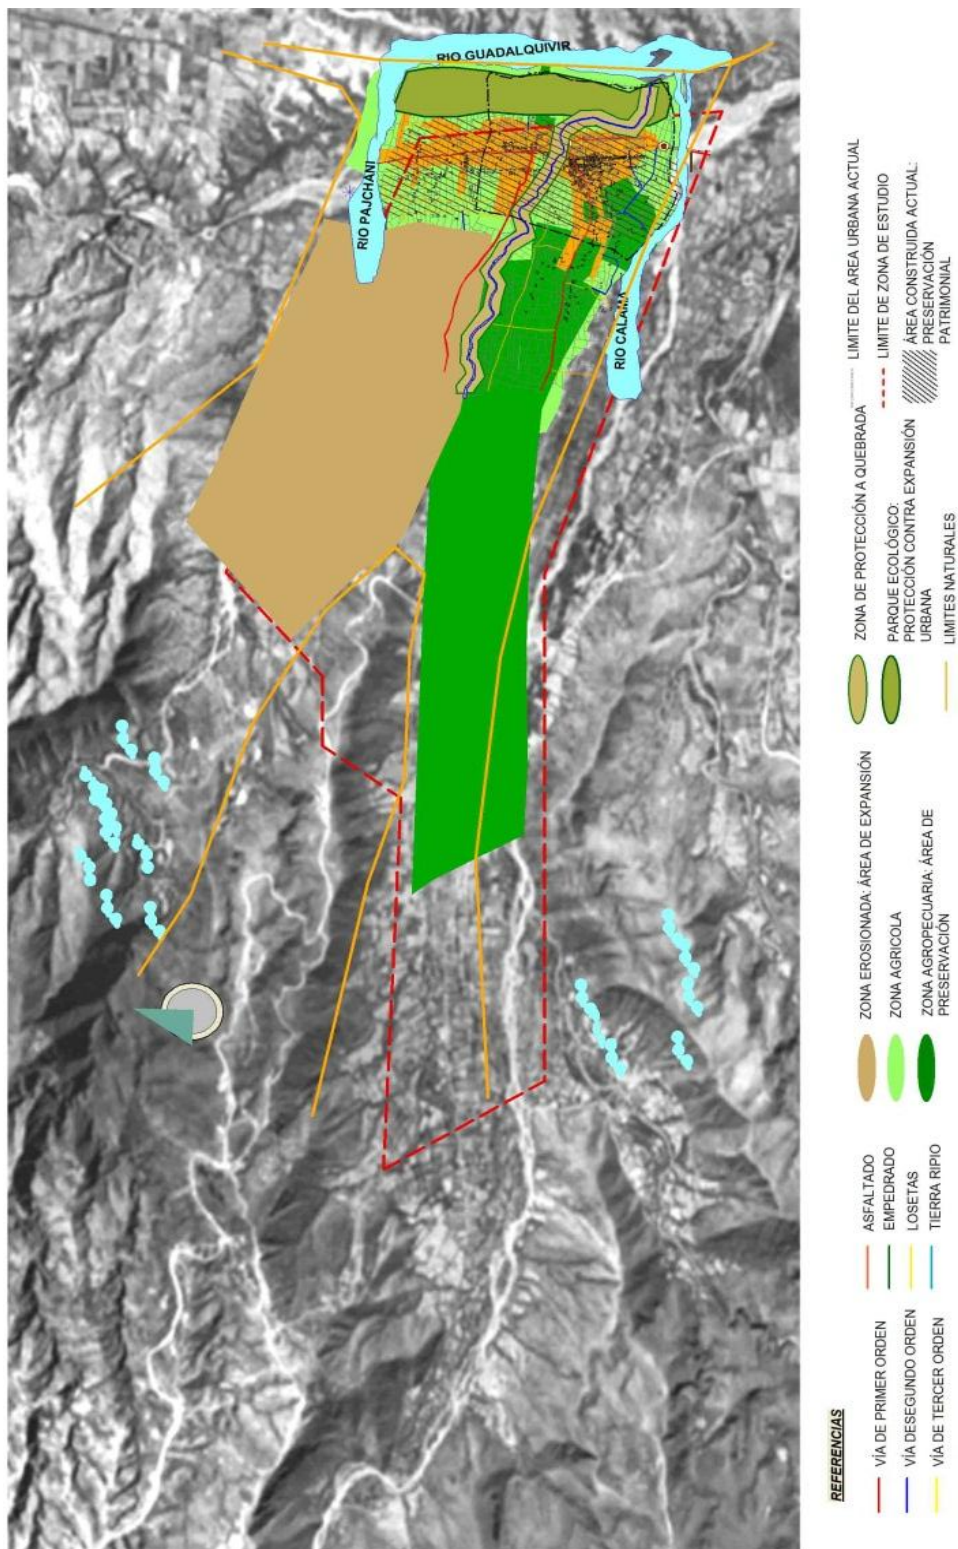 RIO GUADALQUIVIR
RIO PAJCHANI
RIO CALAMA
REFERENCIAS
VÍA DE PRIMER ORDEN
VÍA DESEGUNDO ORDEN
VÍA DE TERCER ORDEN
ASFALTADO
EMPEDRADO
LOSETAS
TIERRA RIPIO
ZONA EROSIONADA: ÁREA DE EXPANSIÓN
ZONA AGRICOLA
ZONA AGROPECUARIA: ÁREA DE
PRESERVACIÓN
ZONA DE PROTECCIÓN A QUEBRADA
PARQUE ECOLÓGICO:
PROTECCIÓN CONTRA EXPANSIÓN
URBANA
LIMITES NATURALES
LIMITE DEL AREA URBANA ACTUAL
LIMITE DE ZONA DE ESTUDIO
ÁREA CONSTRUIDA ACTUAL:
PRESERVACIÓN
PATRIMONIAL